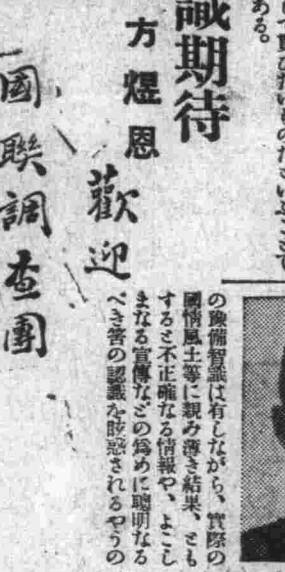 ある。
識期待
方煜恩
歡迎
國聯調查團
の豫備智識は有しながら、實際の
國情風土等に親み薄き結果、とも
すると不正確なる情報や、よこし
まなる宣傳などの爲めに聰明なる
べき筈の認識を眩惑されるやうの